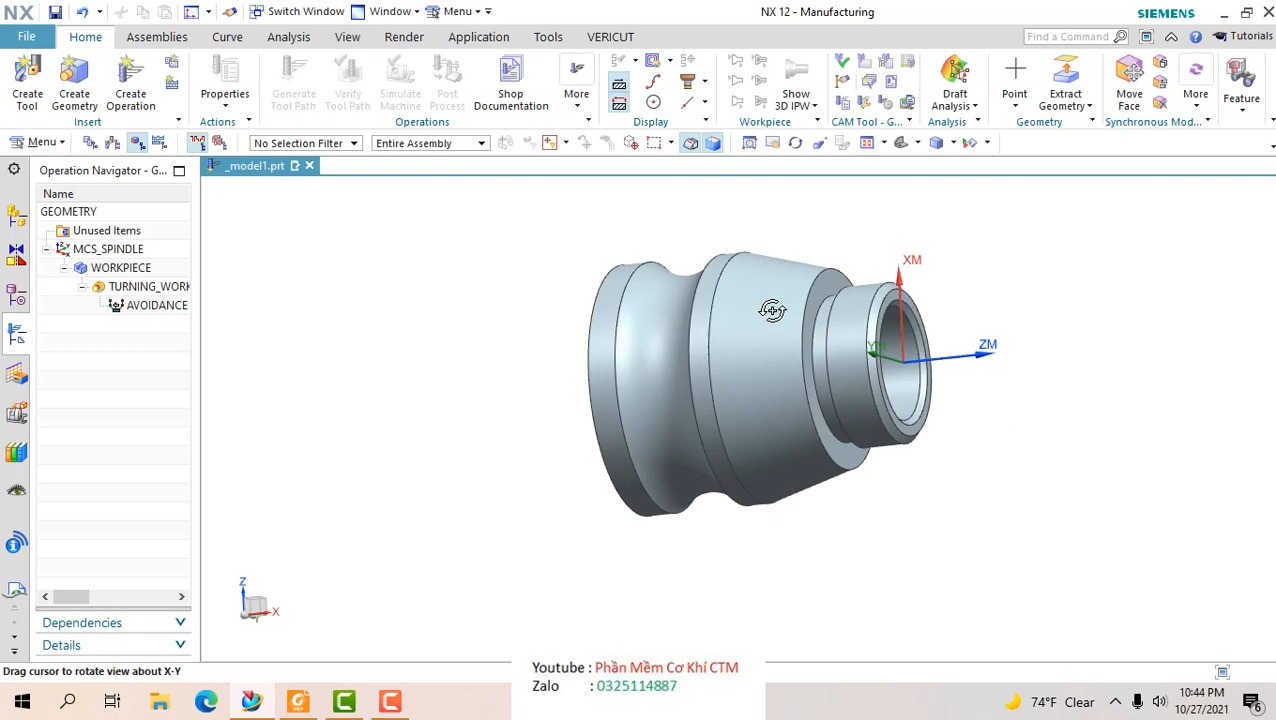 NX
Switch Window
Window
Menu
NX 12 - Manufacturing
SIEMENS
File
Home
Assemblies
Curve
Analysis
View
Render
Application
Tools
VERICUT
Find a Command
Tutorials
Create Tool
Create Geometry
Create Operation
Properties
Generate Tool Path
Verify Tool Path
Simulate Machine
Post Process
Shop Documentation
More
Show 3D IPW
Draft Analysis
Point
Extract Geometry
Move Face
More
Feature
Insert
Actions
Operations
Display
Workpiece
CAM Tool - G...
Analysis
Geometry
Synchronous Mod...
Menu
No Selection Filter
Entire Assembly
Operation Navigator - G...
_model1.prt
Name
GEOMETRY
Unused Items
MCS_SPINDLE
WORKPIECE
TURNING_WORK
AVOIDANCE
XM
ZM
YM
Z
X
Dependencies
Details
Drag cursor to rotate view about X-Y
Youtube : Phần Mềm Cơ Khí CTM
Zalo : 0325114887
74°F Clear
10:44 PM
10/27/2021
6